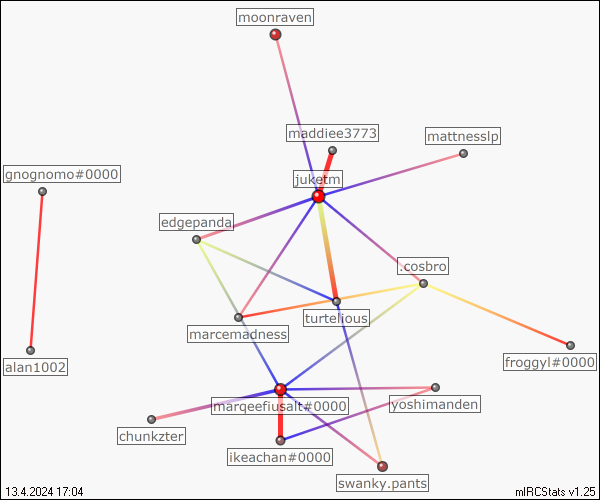 moonraven
maddiee3773
mattnesslp
gnognomo#0000
juketm
edgepanda
.cosbro
turtelious
marcemadness
alan1002
froggyl#0000
marqeefiusalt#0000
yoshimanden
chunkzter
ikeachan#0000
swanky.pants
13.4.2024 17:04
mIRCStats v1.25